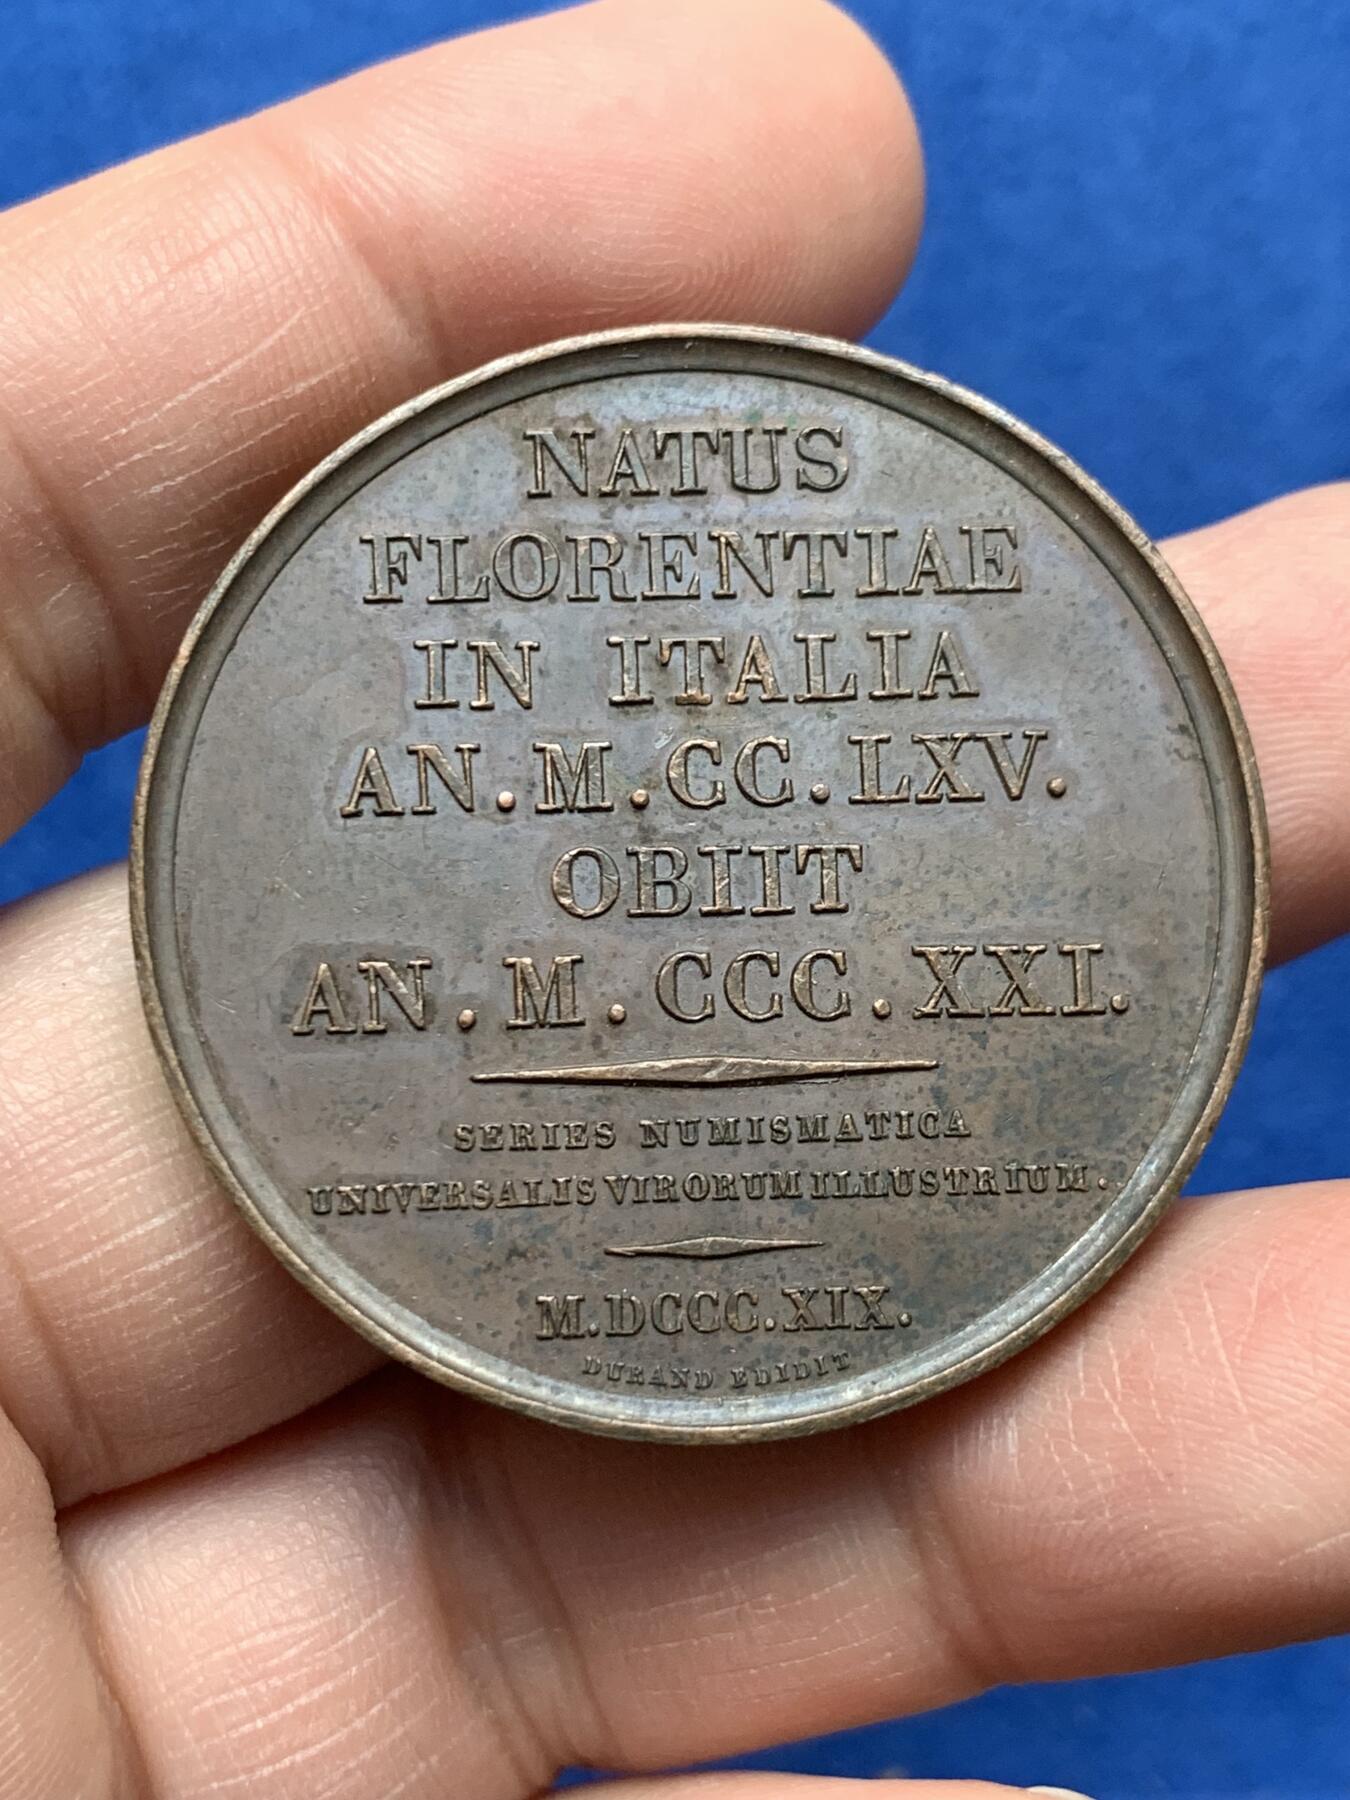 NATUS
FLORENTIAE
IN ITALIA
AN. M. CC. LXV.
OBIIT
AN. M. CCC. XXI.
SERIES NUMISMATICA
UNIVERSALIS VIRORUM ILLUSTRIUM.
M.DCCC.XIX.
DURAND EDIDIT